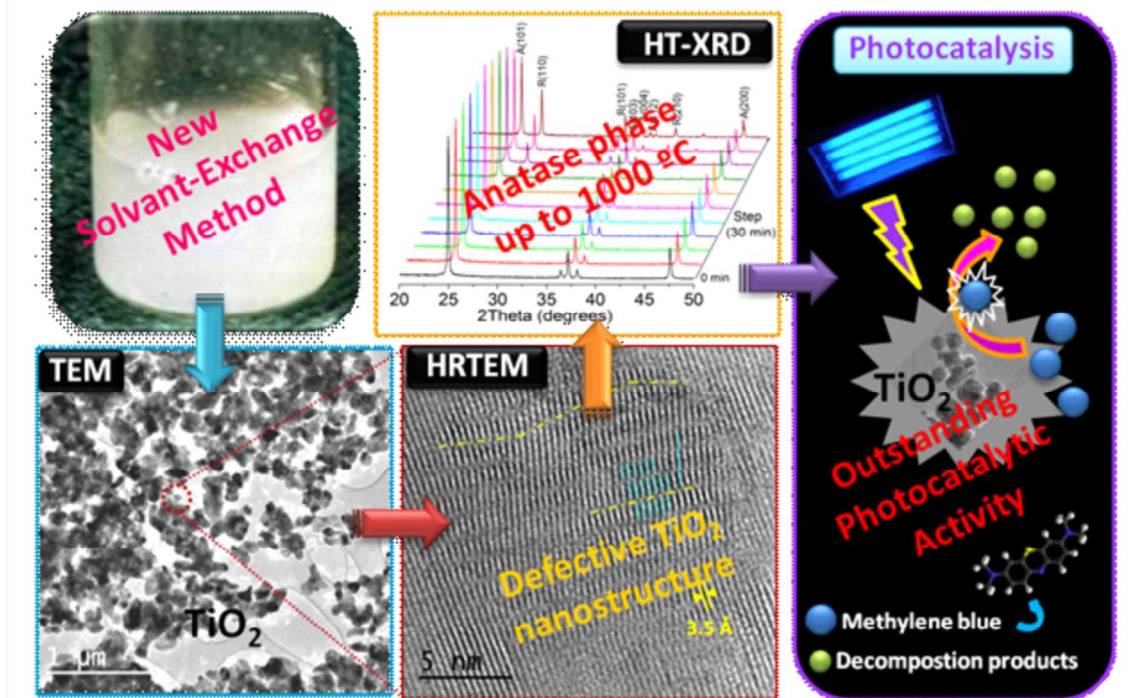 New
Solvant-Exchange
Method
HT-XRD
A(101)
R(110)
R(101)
R(210)
A(200)
Anatase phase
up to 1000 ºC
Step
(30 min)
0 min
20 25 30 35 40 45 50
2Theta (degrees)
TEM
TiO2
1 µm
HRTEM
Defective TiO2
nanostructure
3.5 Å
5 nm
Photocatalysis
TiO2
Outstanding
Photocatalytic
Activity
Methylene blue
Decompostion products